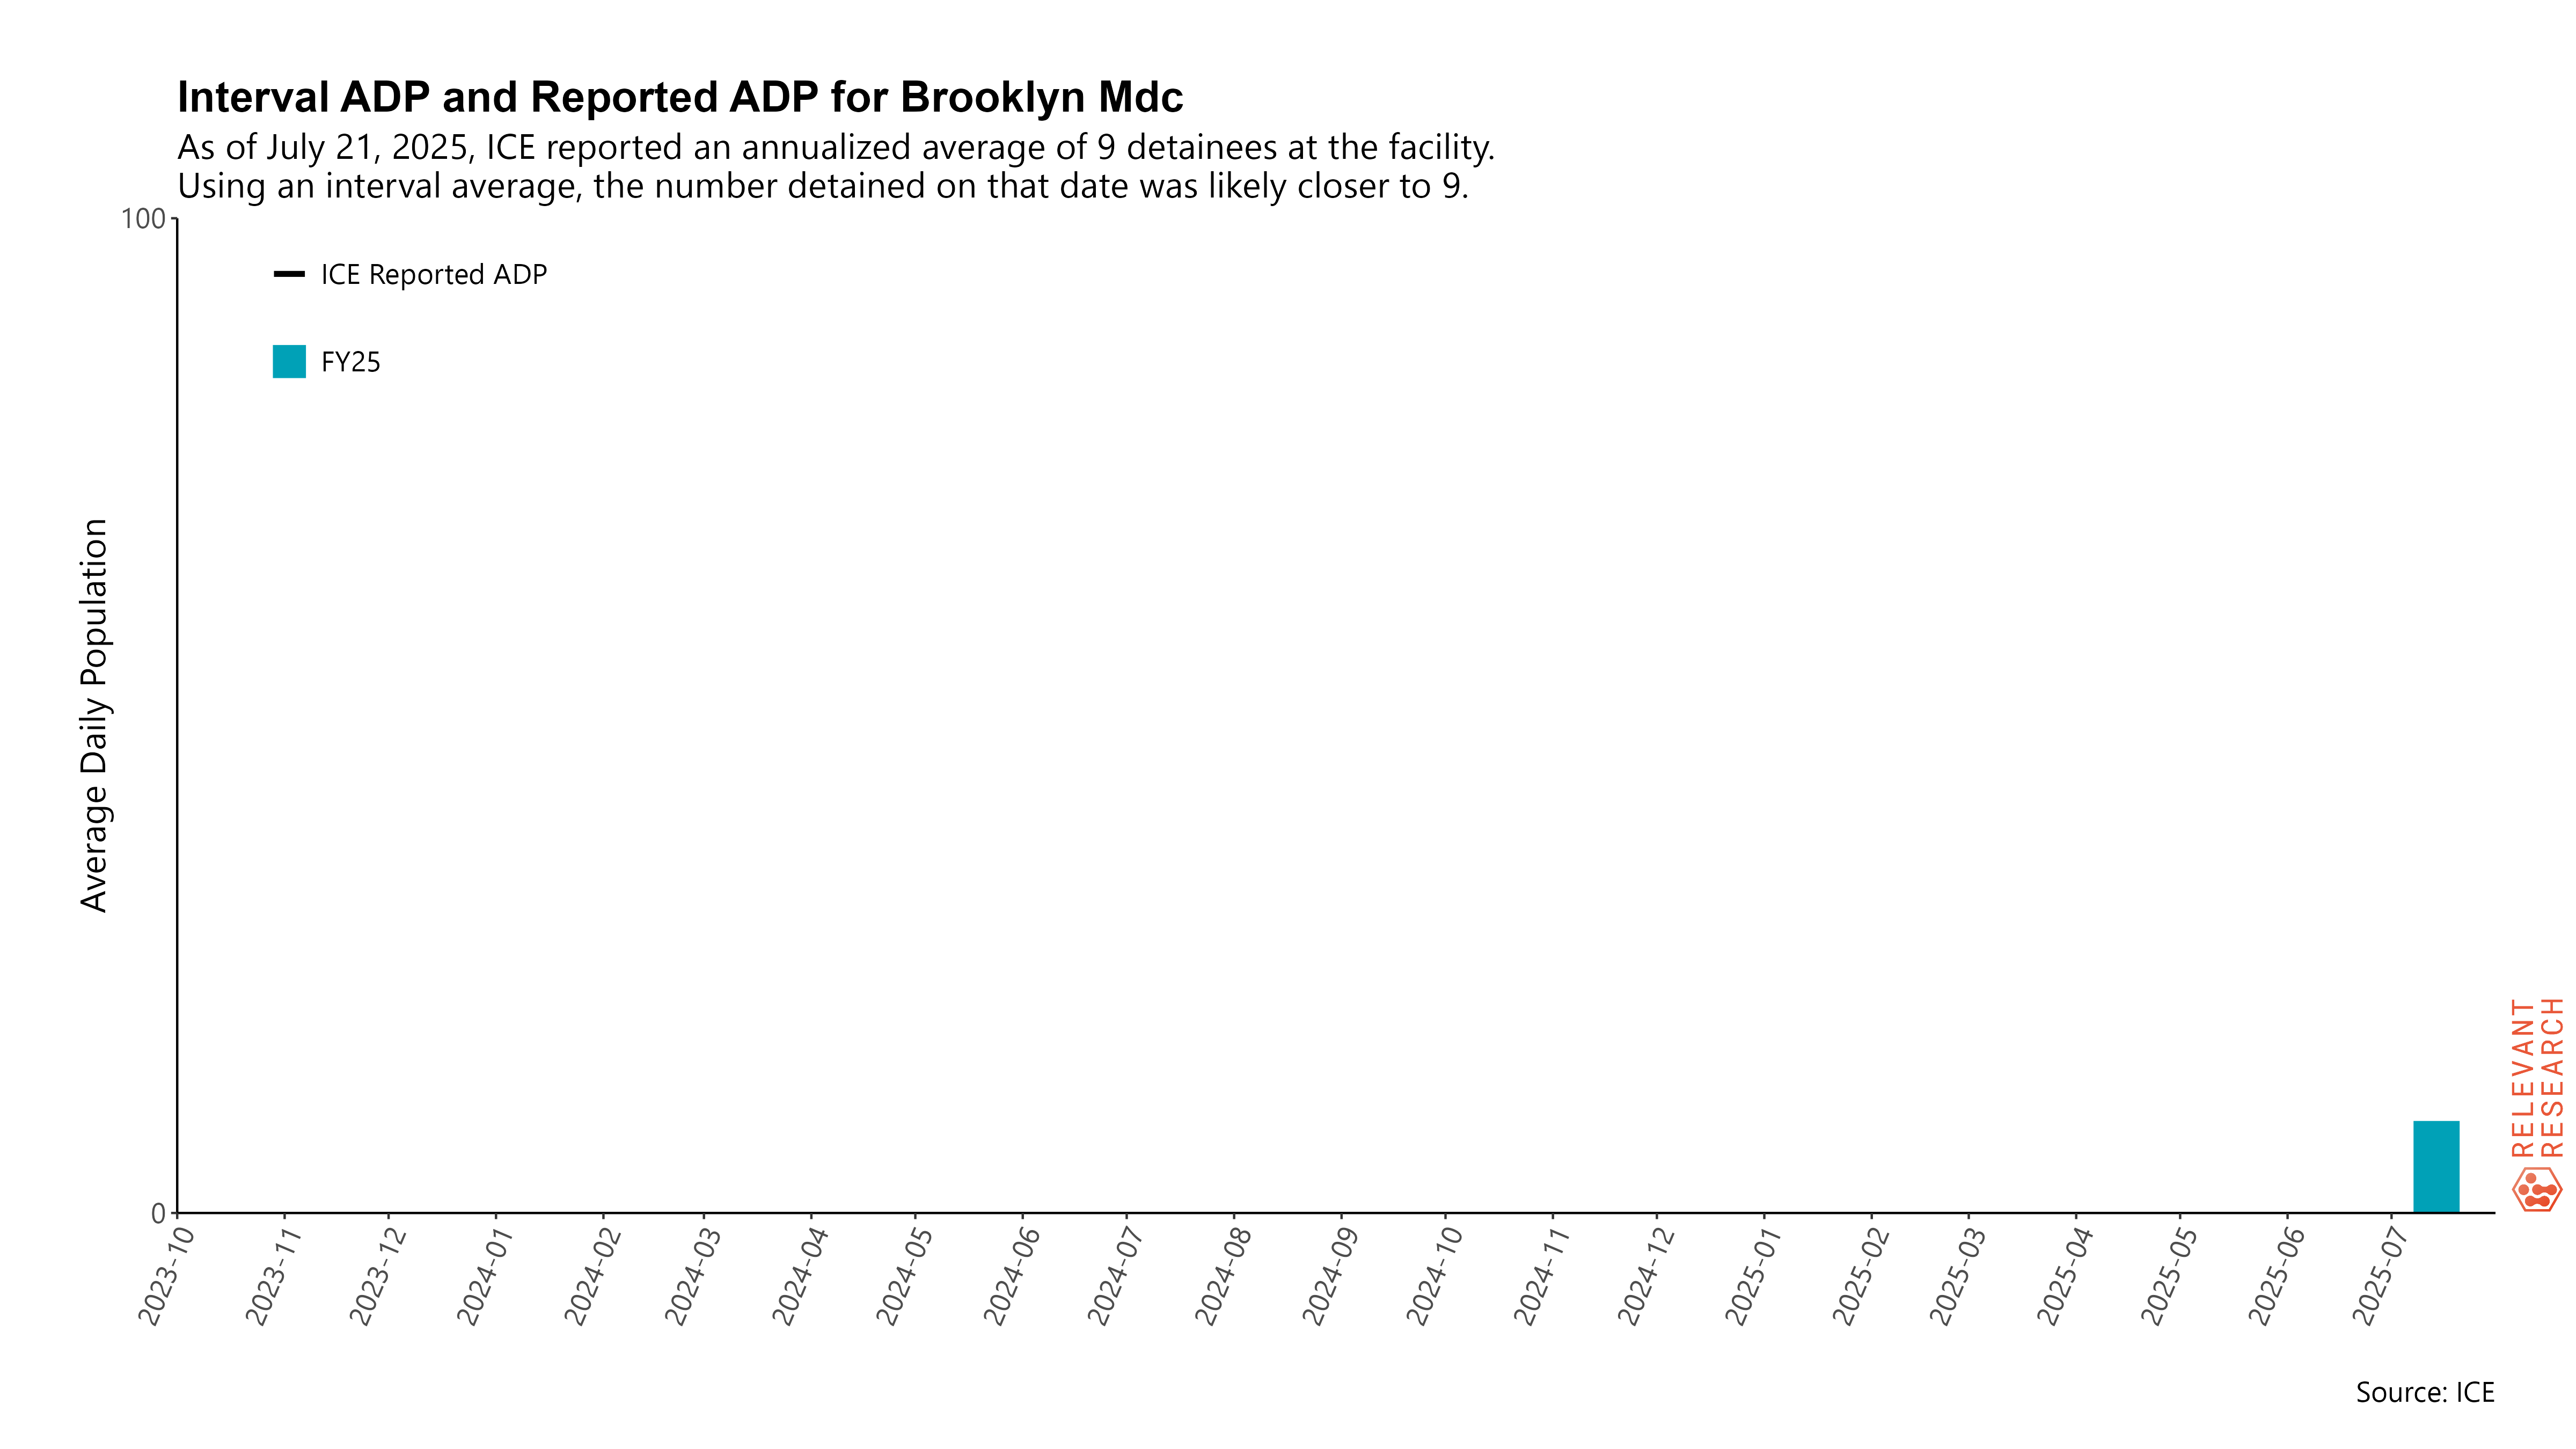 Interval ADP and Reported ADP for Brooklyn Mdc
As of July 21, 2025, ICE reported an annualized average of 9 detainees at the facility.
Using an interval average, the number detained on that date was likely closer to 9.
100
ICE Reported ADP
FY25
Average Daily Population
0
2023-10
2023-11
2023-12
2024-01
2024-02
2024-03
2024-04
2024-05
2024-06
2024-07
2024-08
2024-09
2024-10
2024-11
2024-12
2025-01
2025-02
2025-03
2025-04
2025-05
2025-06
2025-07
RELEVANT
RESEARCH
Source: ICE